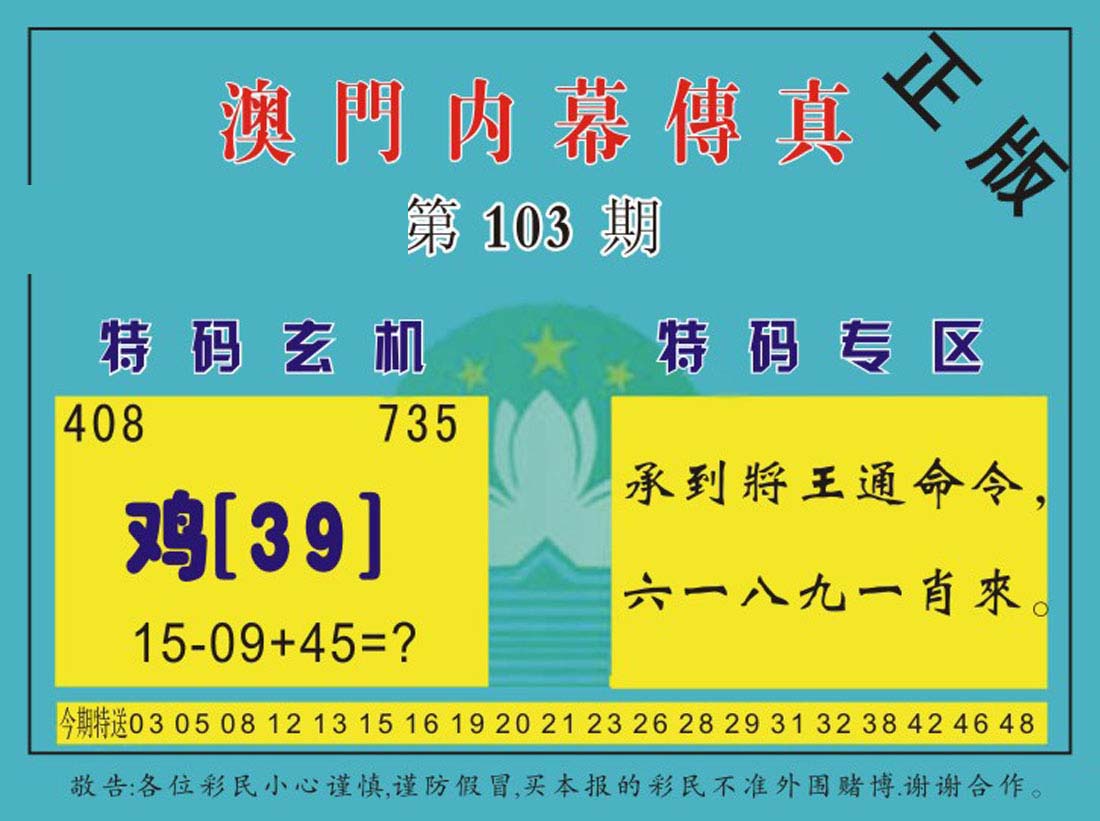 澳門内幕傳真
正版
第103期
特码玄机
特码专区
408 735
鸡[39]
15-09+45=?
承到將王通命令，
六一八九一肖來。
今期特送03 05 08 12 13 15 16 19 20 21 23 26 28 29 31 32 38 42 46 48
敬告:各位彩民小心谨慎,谨防假冒,买本报的彩民不准外围赌博.谢谢合作。